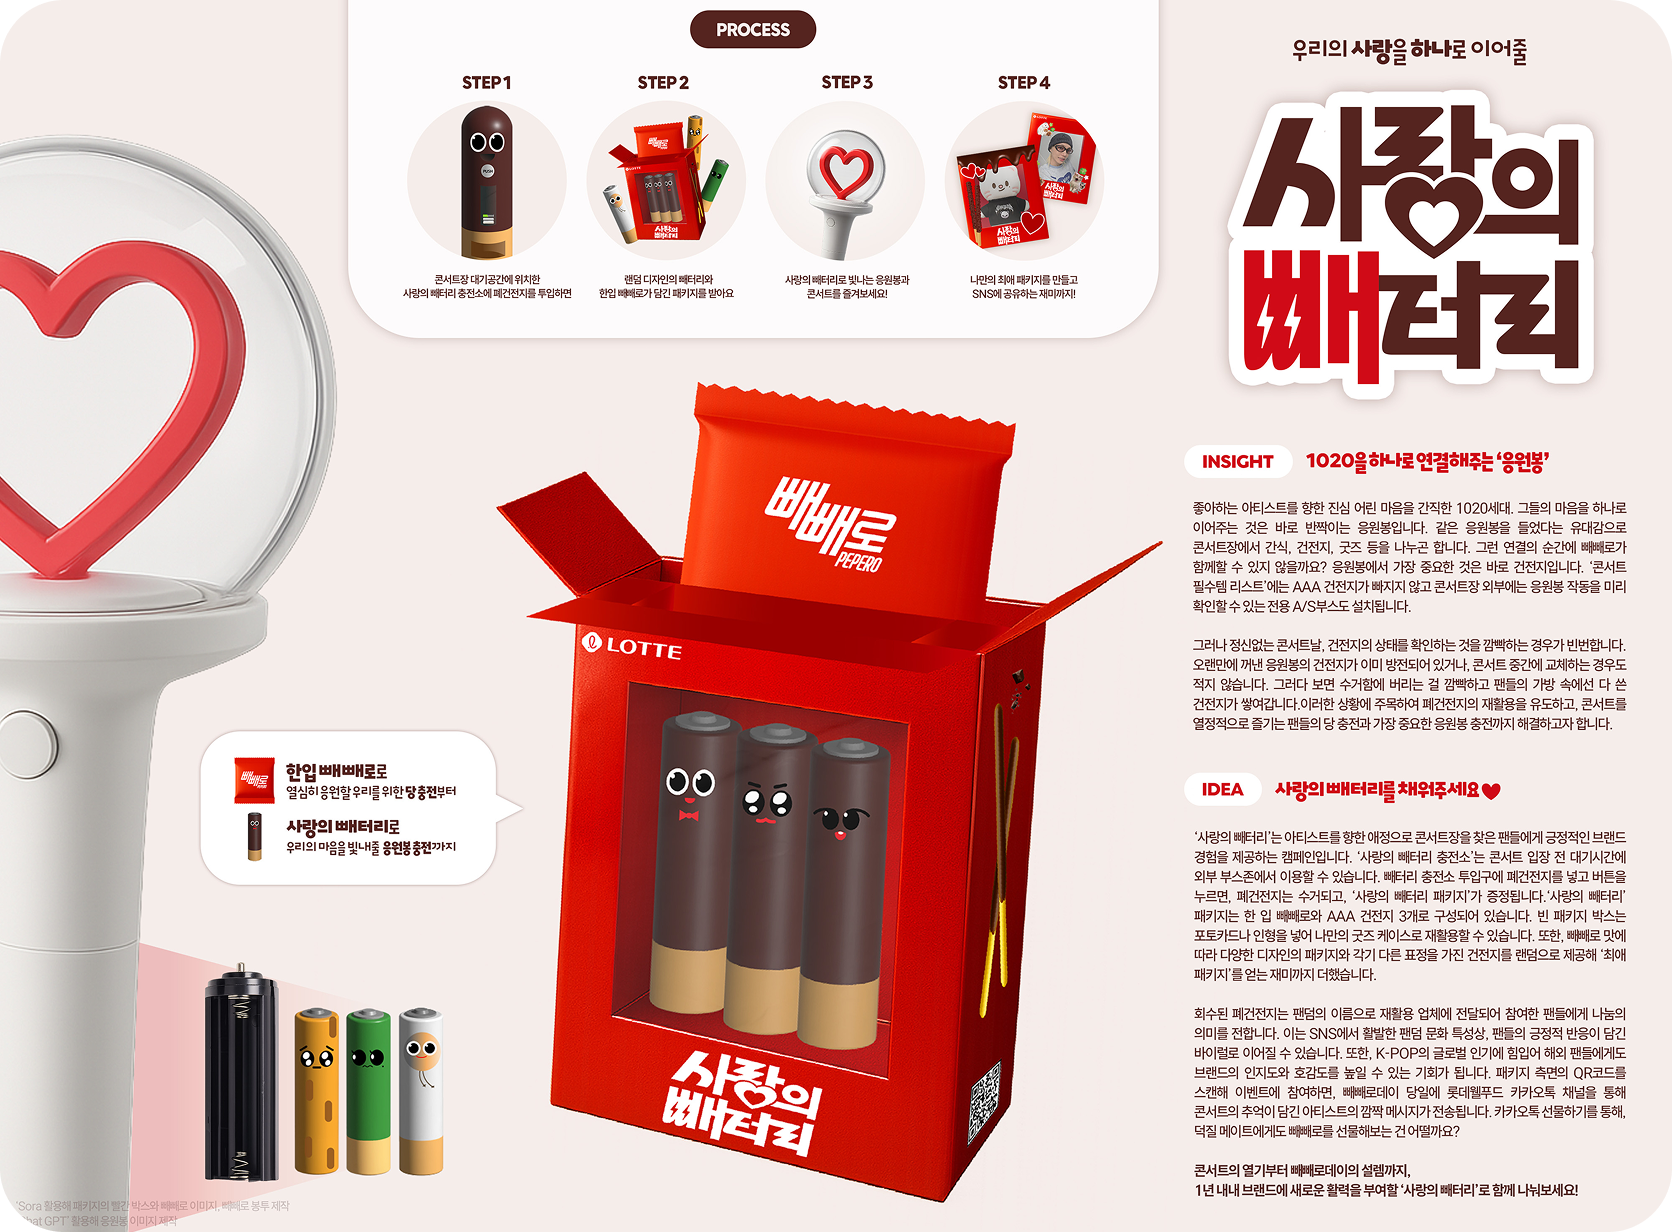 PROCESS
STEP 1
콘서트장 대기공간에 위치한
사랑의 빼터리 충전소에 폐건전지를 투입하면
STEP 2
랜덤 디자인의 빼터리와
한입 빼빼로가 담긴 패키지를 받아요
STEP 3
사랑의 빼터리로 빛나는 응원봉과
콘서트를 즐겨보세요!
STEP 4
나만의 최애 패키지를 만들고
SNS에 공유하는 재미까지!
PUSH
우리의 사랑을 하나로 이어줄
사랑의
빼터리
INSIGHT
1020을 하나로 연결해주는 ‘응원봉’
좋아하는 아티스트를 향한 진심 어린 마음을 간직한 1020세대. 그들의 마음을 하나로
이어주는 것은 바로 반짝이는 응원봉입니다. 같은 응원봉을 들었다는 유대감으로
콘서트장에서 간식, 건전지, 굿즈 등을 나누곤 합니다. 그런 연결의 순간에 빼빼로가
함께할 수 있지 않을까요? 응원봉에서 가장 중요한 것은 바로 건전지입니다. ‘콘서트
필수템 리스트’에는 AAA 건전지가 빠지지 않고 콘서트장 외부에는 응원봉 작동을 미리
확인할 수 있는 전용 A/S부스도 설치됩니다.
그러나 정신없는 콘서트날, 건전지의 상태를 확인하는 것을 깜빡하는 경우가 빈번합니다.
오랜만에 꺼낸 응원봉의 건전지가 이미 방전되어 있거나, 콘서트 중간에 교체하는 경우도
적지 않습니다. 그러다 보면 수거함에 버리는 걸 깜빡하고 팬들의 가방 속에선 다 쓴
건전지가 쌓여갑니다.이러한 상황에 주목하여 폐건전지의 재활용을 유도하고, 콘서트를
열정적으로 즐기는 팬들의 당 충전과 가장 중요한 응원봉 충전까지 해결하고자 합니다.
IDEA
사랑의 빼터리를 채워주세요
‘사랑의 빼터리’는 아티스트를 향한 애정으로 콘서트장을 찾은 팬들에게 긍정적인 브랜드
경험을 제공하는 캠페인입니다. ‘사랑의 빼터리 충전소’는 콘서트 입장 전 대기시간에
외부 부스존에서 이용할 수 있습니다. 빼터리 충전소 투입구에 폐건전지를 넣고 버튼을
누르면, 폐건전지는 수거되고, ‘사랑의 빼터리 패키지’가 증정됩니다.‘사랑의 빼터리’
패키지는 한 입 빼빼로와 AAA 건전지 3개로 구성되어 있습니다. 빈 패키지 박스는
포토카드나 인형을 넣어 나만의 굿즈 케이스로 재활용할 수 있습니다. 또한, 빼빼로 맛에
따라 다양한 디자인의 패키지와 각기 다른 표정을 가진 건전지를 랜덤으로 제공해 ‘최애
패키지’를 얻는 재미까지 더했습니다.
회수된 폐건전지는 팬덤의 이름으로 재활용 업체에 전달되어 참여한 팬들에게 나눔의
의미를 전합니다. 이는 SNS에서 활발한 팬덤 문화 특성상, 팬들의 긍정적 반응이 담긴
바이럴로 이어질 수 있습니다. 또한, K-POP의 글로벌 인기에 힘입어 해외 팬들에게도
브랜드의 인지도와 호감도를 높일 수 있는 기회가 됩니다. 패키지 측면의 QR코드를
스캔해 이벤트에 참여하면, 빼빼로데이 당일에 롯데웰푸드 카카오톡 채널을 통해
콘서트의 추억이 담긴 아티스트의 깜짝 메시지가 전송됩니다. 카카오톡 선물하기를 통해,
덕질 메이트에게도 빼빼로를 선물해보는 건 어떨까요?
콘서트의 열기부터 빼빼로데이의 설렘까지,
1년 내내 브랜드에 새로운 활력을 부여할 ‘사랑의 빼터리’로 함께 나눠보세요!
빼빼로
PEPERO
LOTTE
사랑의
빼터리
한입 빼빼로로
열심히 응원할 우리를 위한 당 충전부터
사랑의 빼터리로
우리의 마음을 빛내줄 응원봉 충전까지
'Sora 활용해 패키지의 빨간 박스와 빼빼로 이미지, 빼빼로 봉투 제작
Chat GPT' 활용해 응원봉 이미지 제작